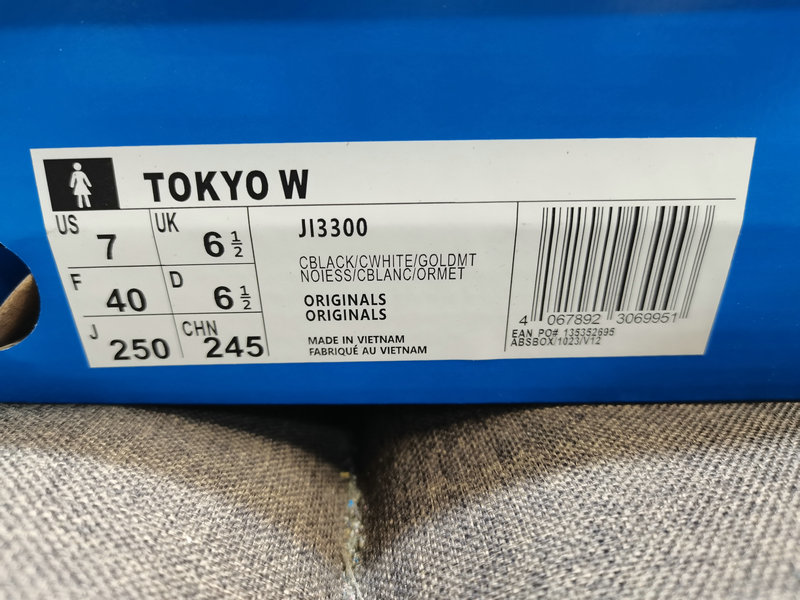 TOKYO W
US 7 UK 6 1/2
F 40 D 6 1/2
J 250 CHN 245
JI3300
CBLACK/CWHITE/GOLDMT
NOIESS/CBLANC/ORMET
ORIGINALS
ORIGINALS
MADE IN VIETNAM
FABRIQUÉ AU VIETNAM
4 067892 306995
EAN PO# 135352695
ABSBOX/1023/V12